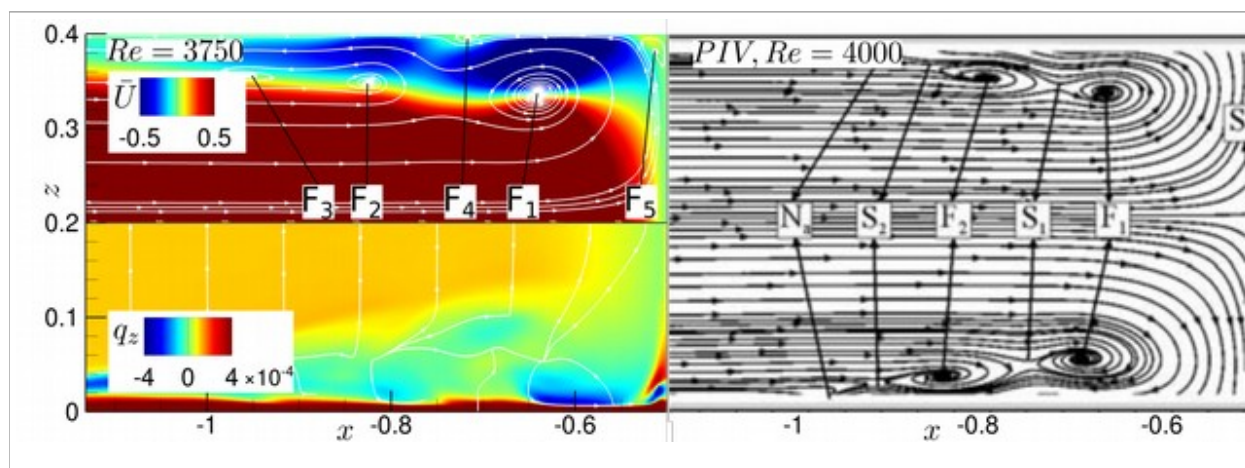 0.4
Re = 3750
Ū
-0.5 0.5
0.3
z
F3 F2 F4 F1 F5
0.2
0.1
qz
-4 0 4 ×10-4
0
-1 -0.8 -0.6
x
PIV, Re = 4000
S
Na S2 F2 S1 F1
-1 -0.8 -0.6
x